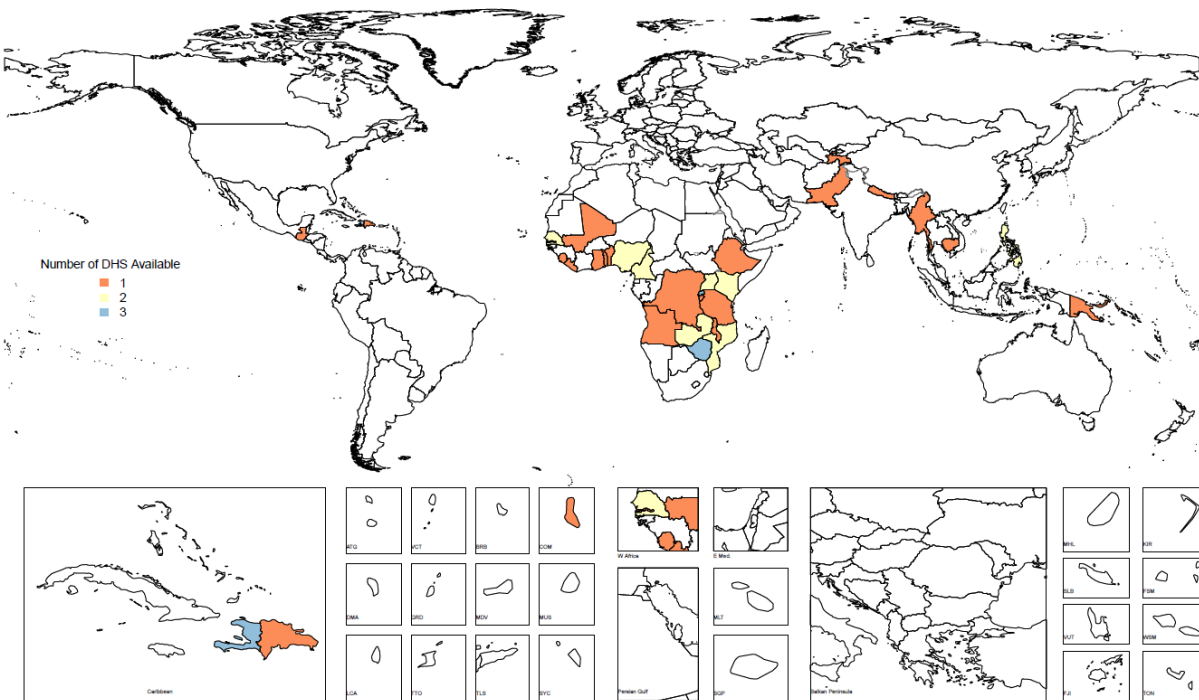 Number of DHS Available
1
2
3
ATG
VCT
BRB
COM
W Africa
E Med.
MHL
KIR
DMA
GRD
MDV
MUS
SLB
FSM
MLT
VUT
WSM
Caribbean
LCA
TTO
TLS
SYC
Persian Gulf
SGP
Balkan Peninsula
FJI
TON